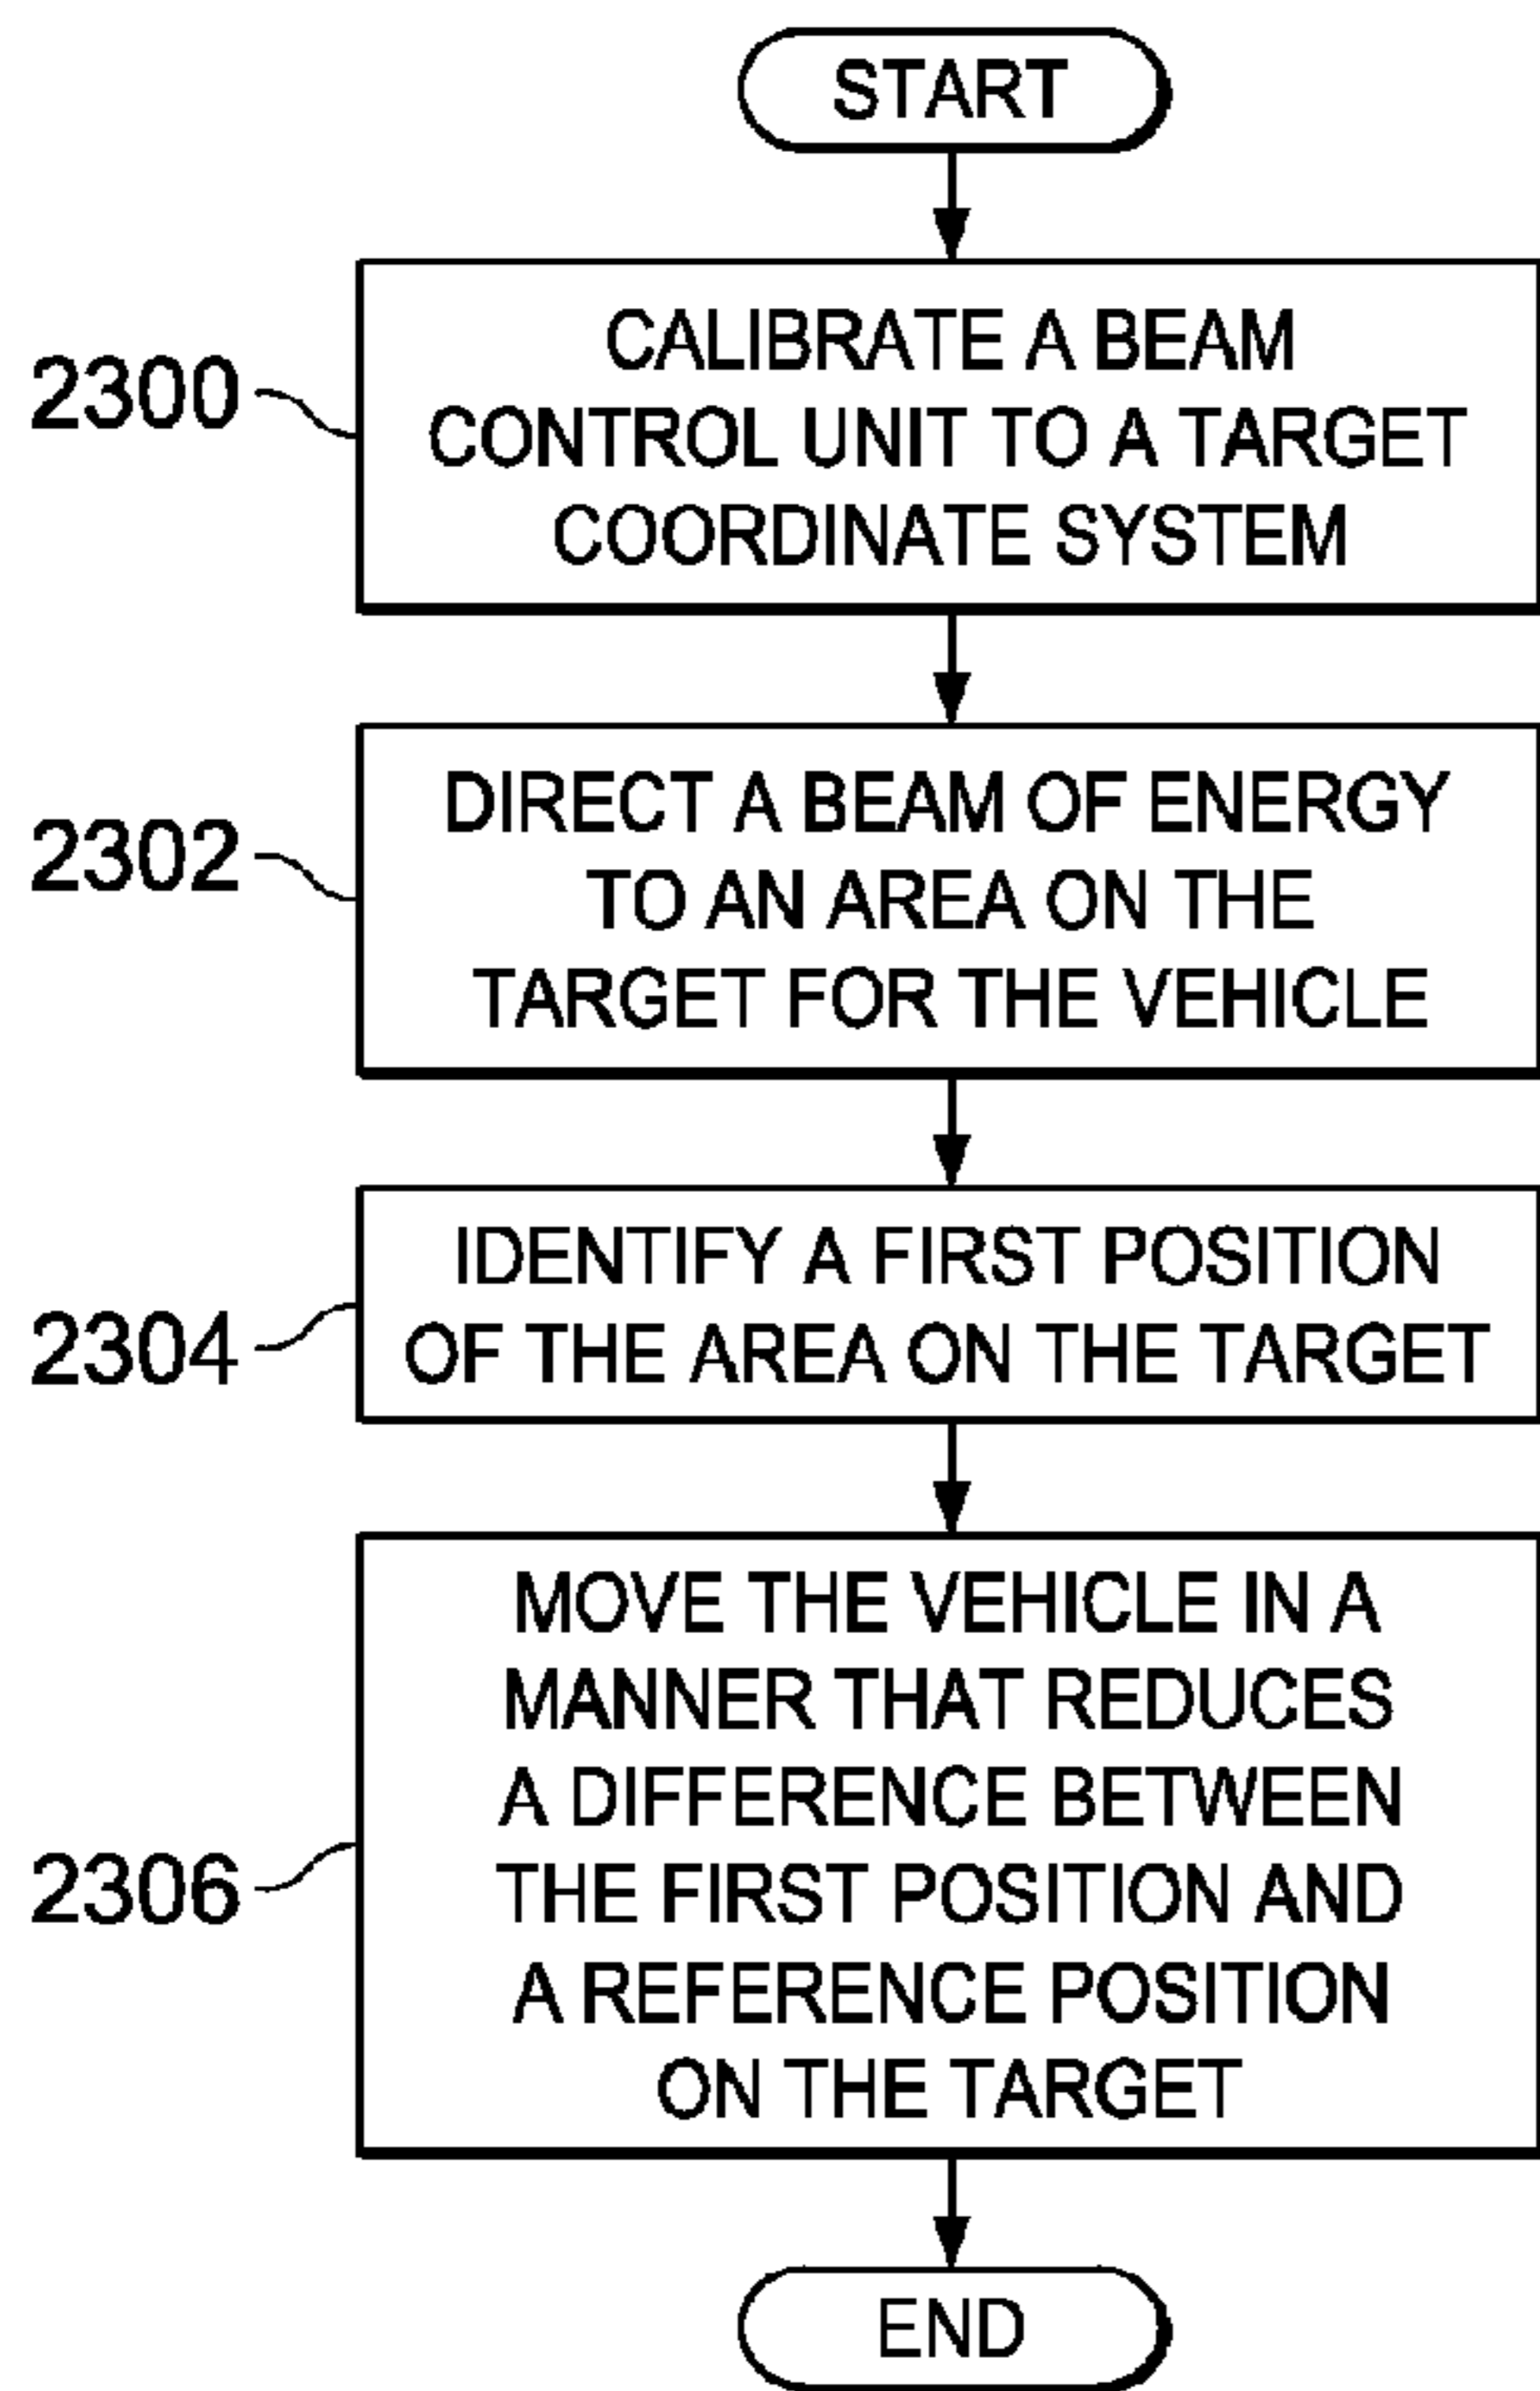 START
2300
CALIBRATE A BEAM
CONTROL UNIT TO A TARGET
COORDINATE SYSTEM
2302
DIRECT A BEAM OF ENERGY
TO AN AREA ON THE
TARGET FOR THE VEHICLE
2304
IDENTIFY A FIRST POSITION
OF THE AREA ON THE TARGET
2306
MOVE THE VEHICLE IN A
MANNER THAT REDUCES
A DIFFERENCE BETWEEN
THE FIRST POSITION AND
A REFERENCE POSITION
ON THE TARGET
END